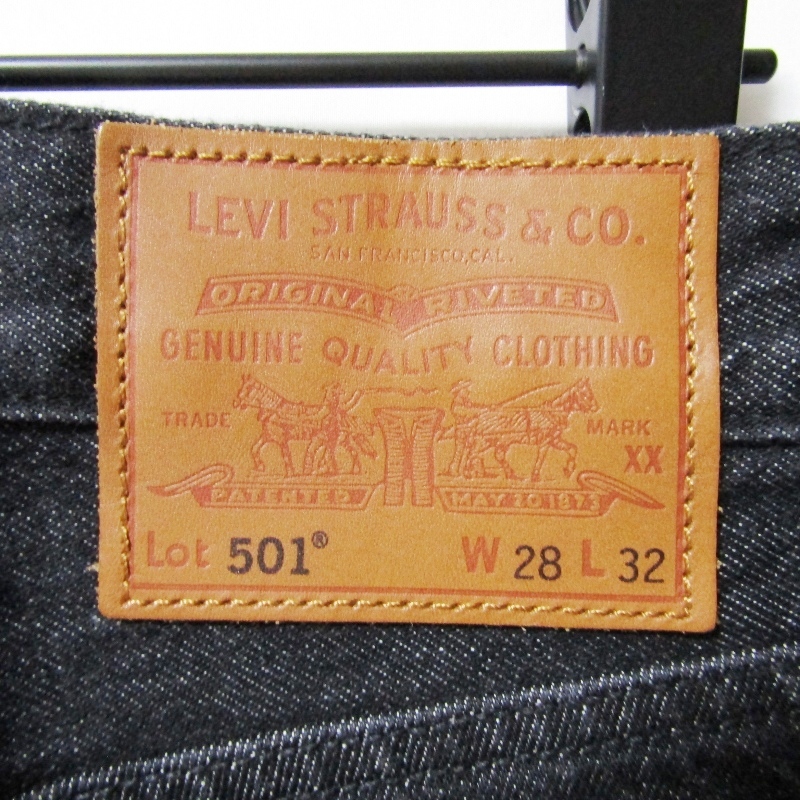 LEVI STRAUSS & CO.
SAN FRANCISCO, CAL.
ORIGINAL RIVETED
GENUINE QUALITY CLOTHING
TRADE MARK
XX
PATENTED MAY 20 1873
Lot 501® W 28 L 32